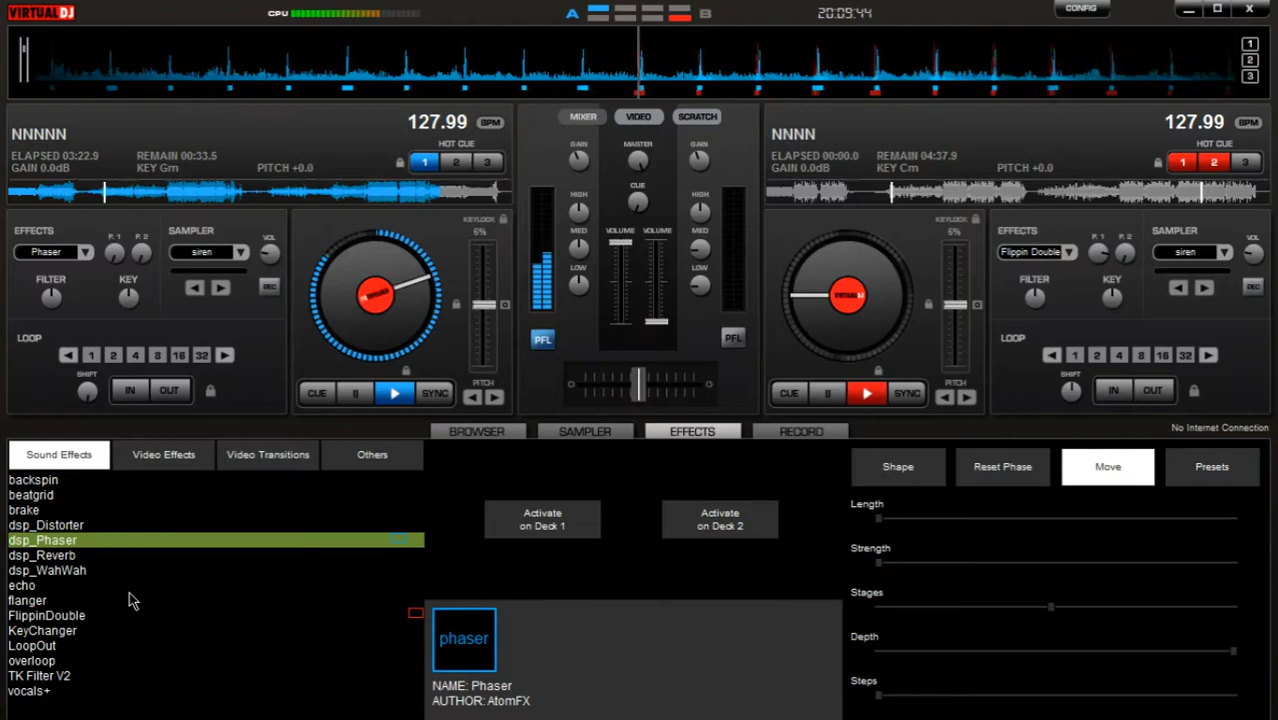 VIRTUAL DJ
CPU
A
B
20:09:44
CONFIG
1
2
3
NNNNN
127.99 BPM
ELAPSED 03:22.9 REMAIN 00:33.5
GAIN 0.0dB KEY Gm PITCH +0.0
HOT CUE
1 2 3
MIXER VIDEO SCRATCH
GAIN MASTER GAIN
CUE
HIGH HIGH
MED VOLUME VOLUME MED
LOW LOW
PFL PFL
NNNN
127.99 BPM
ELAPSED 00:00.0 REMAIN 04:37.9
GAIN 0.0dB KEY Cm PITCH +0.0
HOT CUE
1 2 3
EFFECTS P. 1 P. 2 SAMPLER VOL
Phaser siren
FILTER KEY REC
LOOP
1 2 4 8 16 32
SHIFT IN OUT
KEYLOCK
6%
VIRTUAL DJ
CUE SYNC PITCH
KEYLOCK
6%
VIRTUAL DJ
CUE SYNC PITCH
EFFECTS P. 1 P. 2 SAMPLER VOL
Flippin Double siren
FILTER KEY REC
LOOP
1 2 4 8 16 32
SHIFT IN OUT
BROWSER SAMPLER EFFECTS RECORD
No Internet Connection
Sound Effects Video Effects Video Transitions Others
backspin
beatgrid
brake
dsp_Distorter
dsp_Phaser
dsp_Reverb
dsp_WahWah
echo
flanger
FlippinDouble
KeyChanger
LoopOut
overloop
TK Filter V2
vocals+
Activate
on Deck 1
Activate
on Deck 2
phaser
NAME: Phaser
AUTHOR: AtomFX
Shape Reset Phase Move Presets
Length
Strength
Stages
Depth
Steps